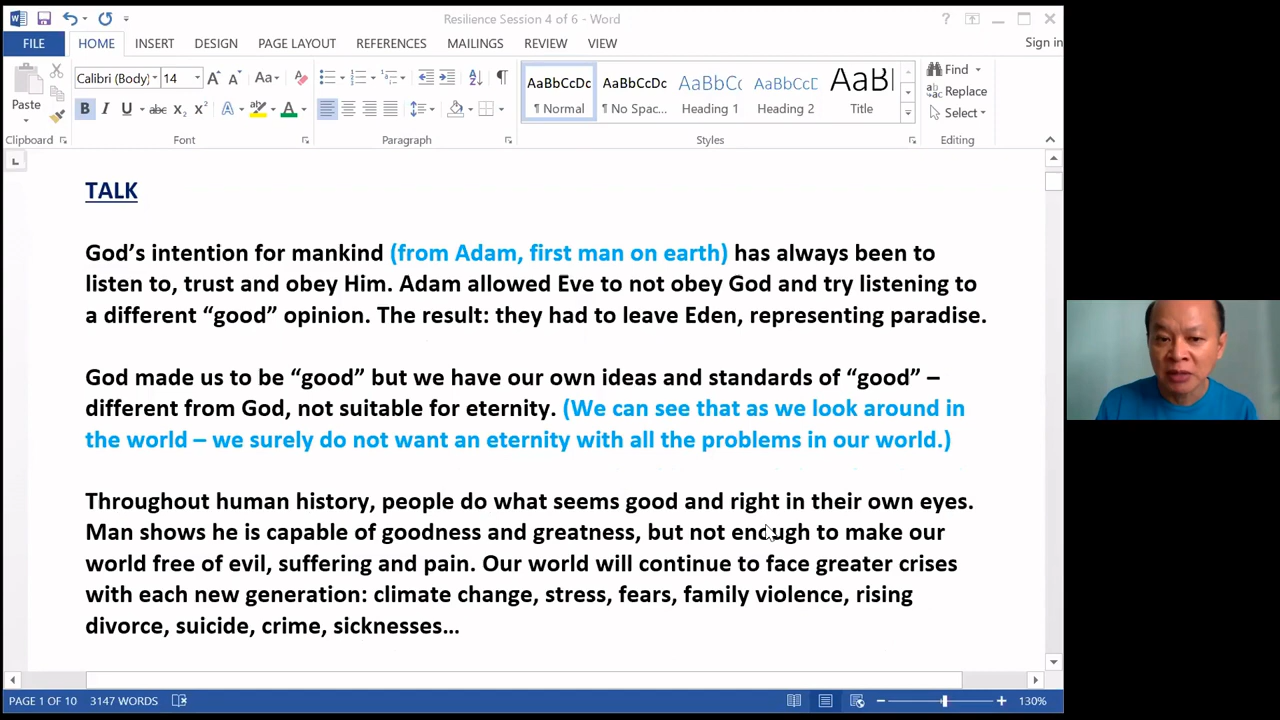 Resilience Session 4 of 6 - Word
FILE HOME INSERT DESIGN PAGE LAYOUT REFERENCES MAILINGS REVIEW VIEW Sign in
Paste
Calibri (Body) 14
AaBbCcDc ¶ Normal
AaBbCcDc ¶ No Spac...
AaBbCc Heading 1
AaBbCcD Heading 2
AaB Title
Find
Replace
Select
Clipboard Font Paragraph Styles Editing
TALK
God’s intention for mankind (from Adam, first man on earth) has always been to
listen to, trust and obey Him. Adam allowed Eve to not obey God and try listening to
a different “good” opinion. The result: they had to leave Eden, representing paradise.
God made us to be “good” but we have our own ideas and standards of “good” –
different from God, not suitable for eternity. (We can see that as we look around in
the world – we surely do not want an eternity with all the problems in our world.)
Throughout human history, people do what seems good and right in their own eyes.
Man shows he is capable of goodness and greatness, but not enough to make our
world free of evil, suffering and pain. Our world will continue to face greater crises
with each new generation: climate change, stress, fears, family violence, rising
divorce, suicide, crime, sicknesses…
PAGE 1 OF 10 3147 WORDS 130%